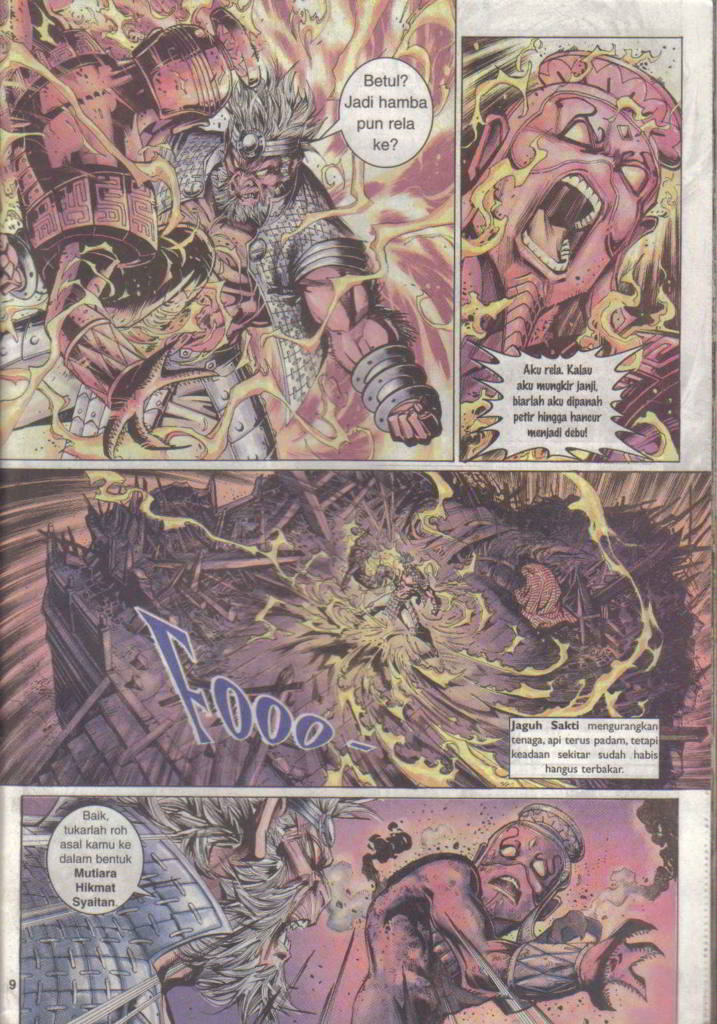 Betul?
Jadi hamba
pun rela
ke?
Aku rela. Kalau
aku mungkir janji,
biarlah aku dipanah
petir hingga hancur
menjadi debu!
FOOO-
Jaguh Sakti mengurangkan
tenaga, api terus padam, tetapi
keadaan sekitar sudah habis
hangus terbakar.
Baik,
tukarlah roh
asal kamu ke
dalam bentuk
Mutiara
Hikmat
Syaitan.
9